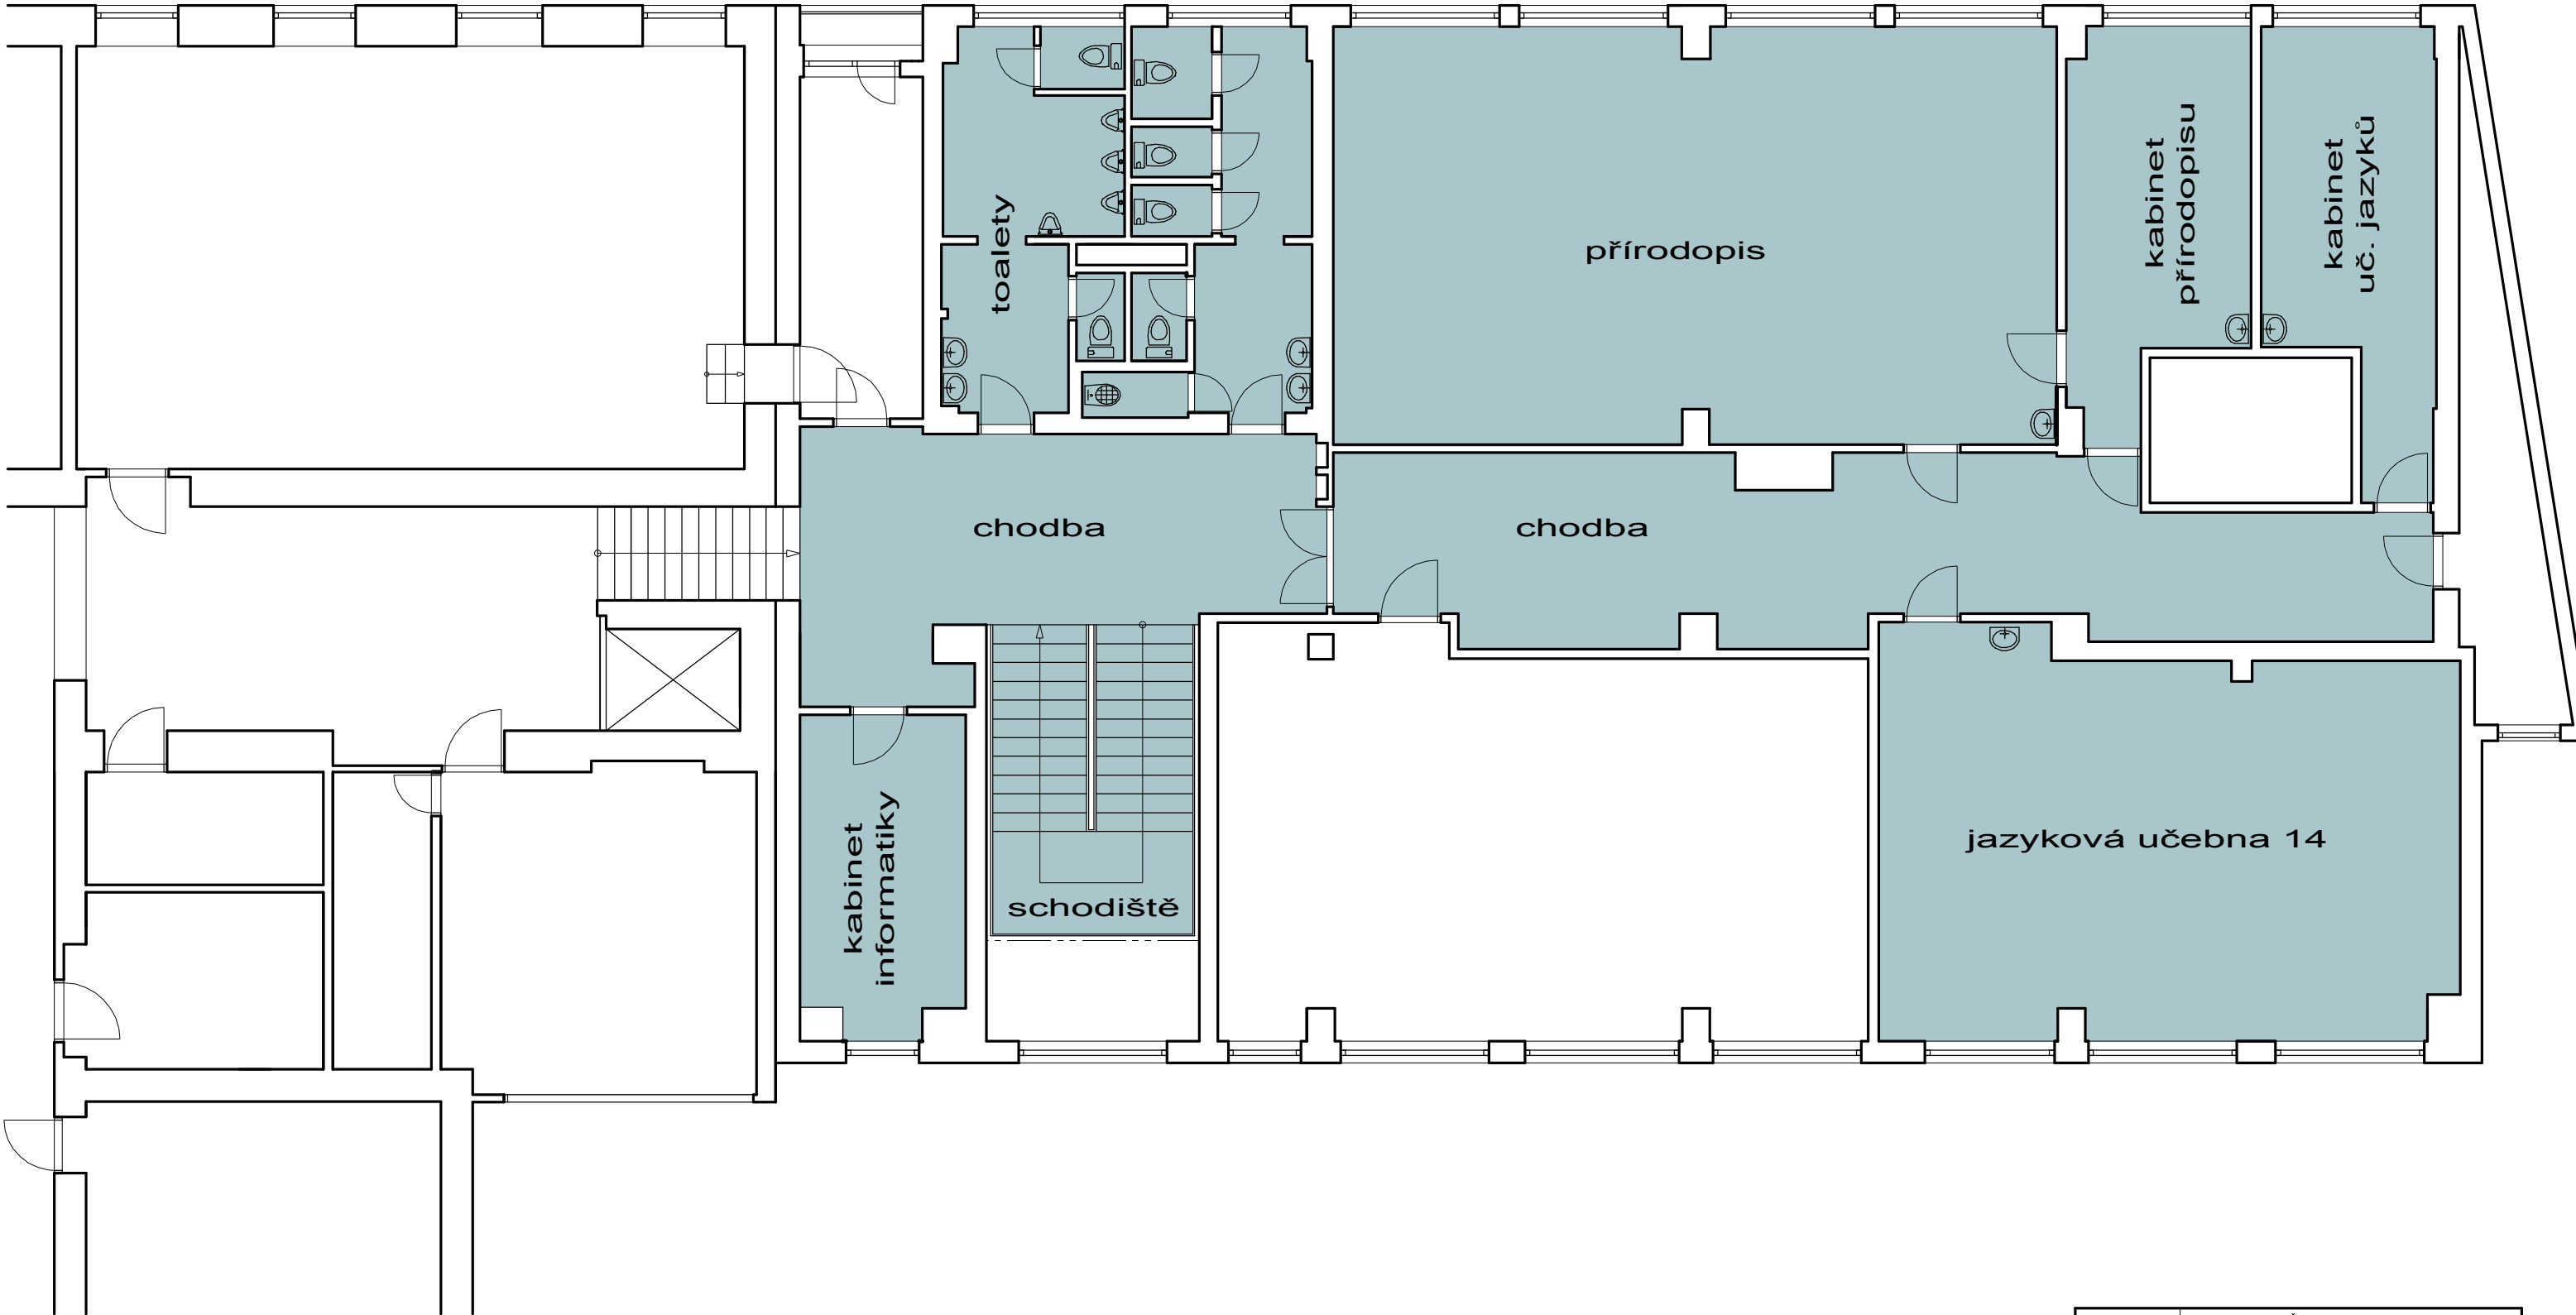 toalety
přírodopis
kabinet
přírodopisu
kabinet
uč. jazyků
chodba
chodba
kabinet
informatiky
schodiště
jazyková učebna 14